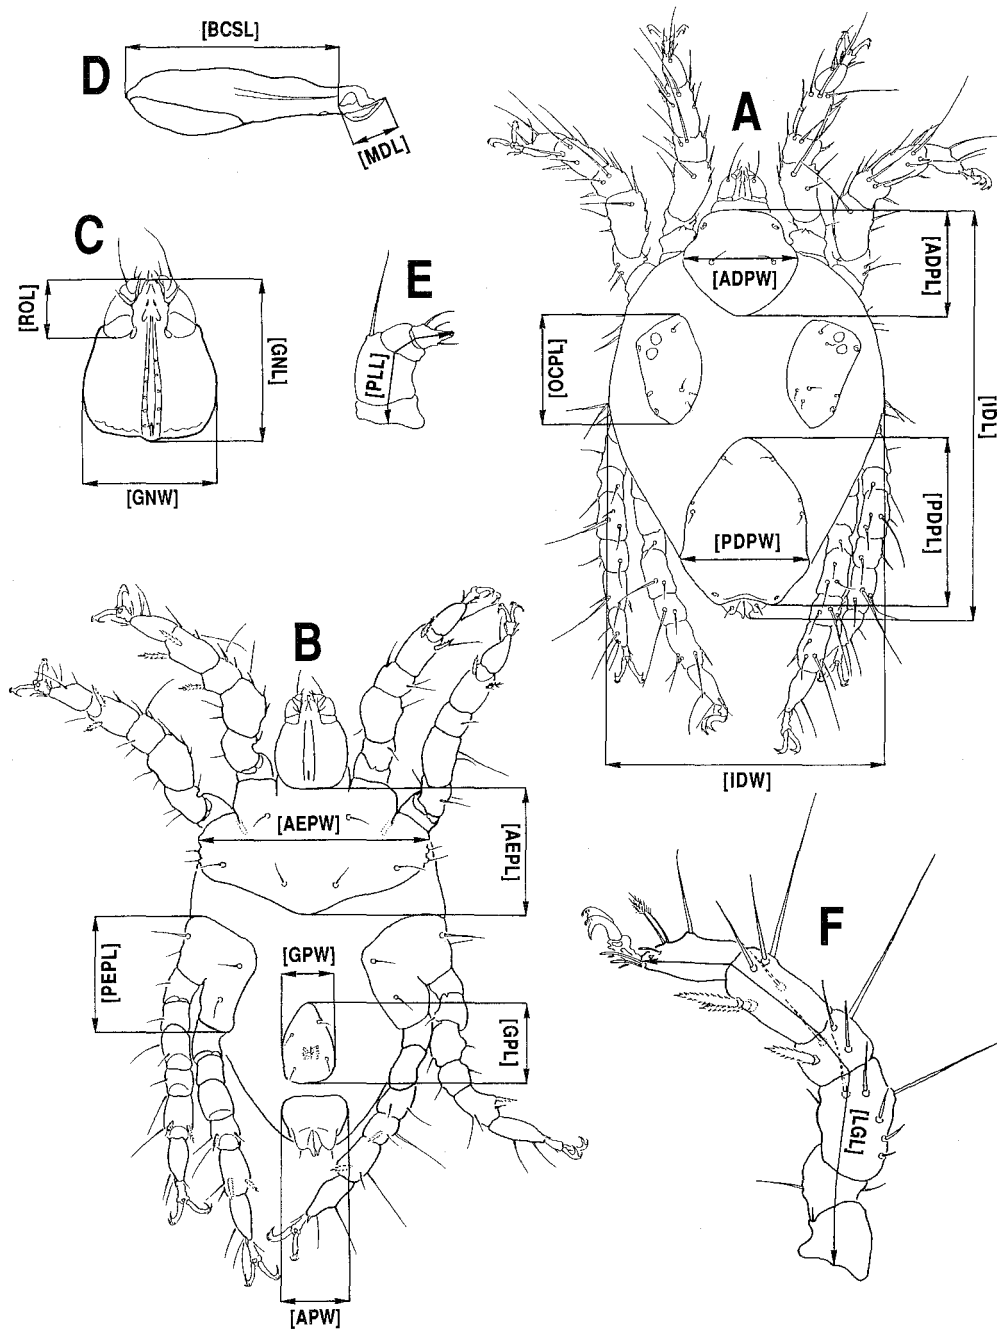 [BCSL]
D
[MDL]
A
C
[ROL]
[GNL]
[GNW]
E
[PLL]
[ADPL]
[ADPW]
[OCPL]
[IDL]
[PDPL]
[PDPW]
[IDW]
B
[AEPW]
[AEPL]
[PEPL]
[GPW]
[GPL]
[APW]
F
[LGL]